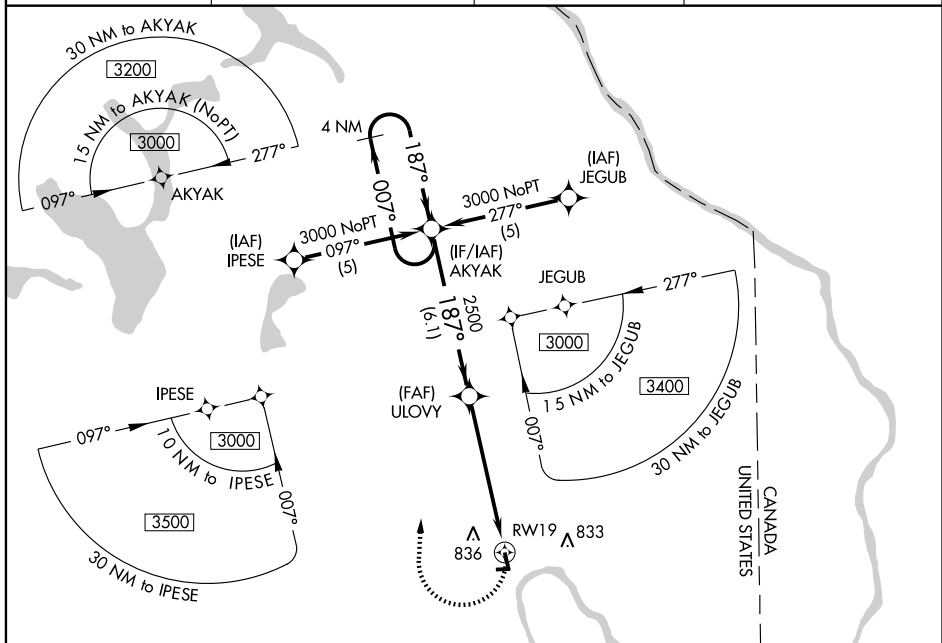 30 NM to AKYAK
3200
15 NM to AKYAK (NoPT)
3000
097°
277°
AKYAK
4 NM
187°
007°
(IAF)
JEGUB
3000 NoPT
277°
(5)
(IAF)
IPESE
3000 NoPT
097°
(5)
(IF/IAF)
AKYAK
2500
187°
(6.1)
JEGUB
277°
3000
15 NM to JEGUB
3400
30 NM to JEGUB
007°
(FAF)
ULOVY
IPESE
097°
3000
10 NM to IPESE
007°
3500
30 NM to IPESE
836
RW19
833
CANADA
UNITED STATES